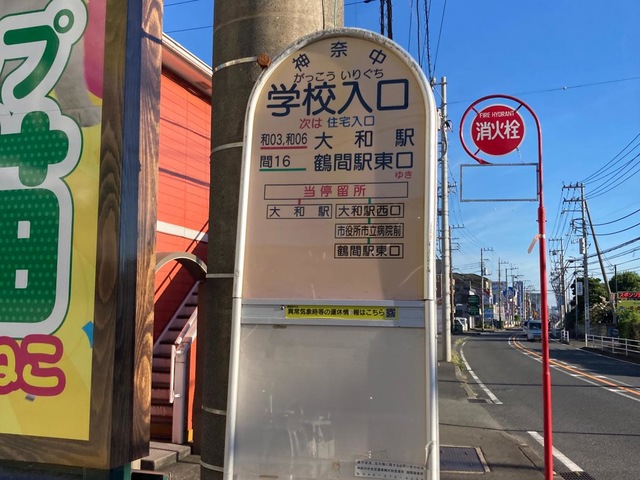 神奈中
がっこう いりぐち
学校入口
次は 住宅入口
和03,和06 大和駅
間16 鶴間駅東口
ゆき
当停留所
大和駅 大和駅西口
市役所市立病院前
鶴間駅東口
異常気象時等の運休情報はこちら
FIRE HYDRANT
消火栓
ねこ